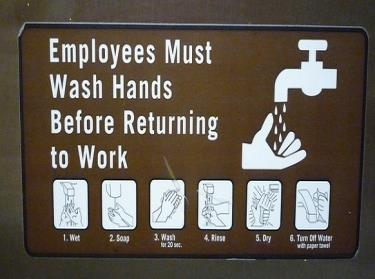 Employees Must
Wash Hands
Before Returning
to Work
1. Wet
2. Soap
3. Wash
for 20 sec.
4. Rinse
5. Dry
6. Turn Off Water
with paper towel